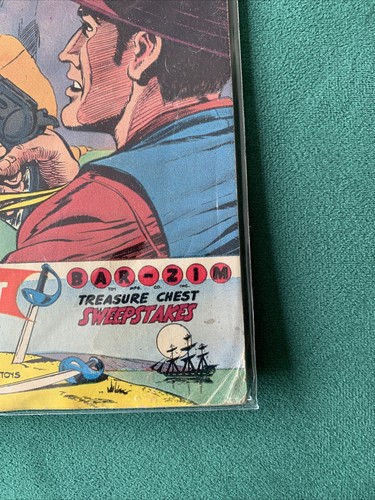 T
BAR-ZIM
TOY MFG. CO. INC.
TREASURE CHEST
SWEEPSTAKES
TOYS